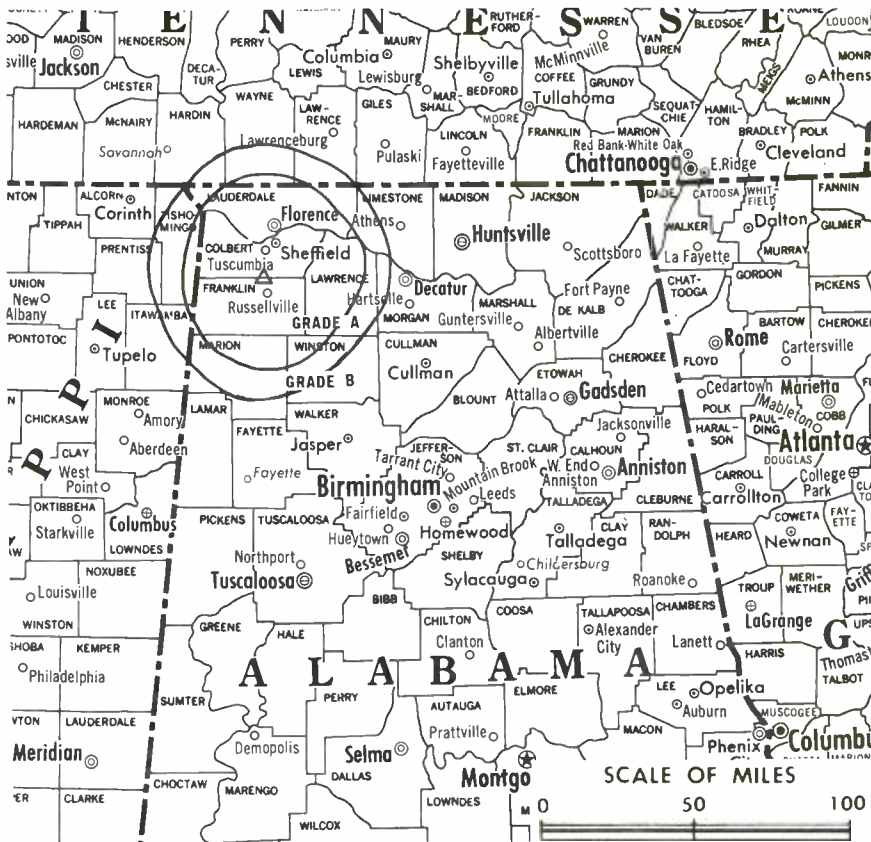 T E N N E S S E
MADISON
Jackson
HENDERSON
DECA-
TUR
PERRY
LEWIS
Columbia
MAURY
Lewisburg
RUTHER-
FORD
Shelbyville
BEDFORD
MAR-
SHALL
WARREN
McMinnville
COFFEE
Tullahoma
VAN
BUREN
GRUNDY
BLEDSOE
RHEA
MEIGS
ROANE
LOUDON
MONR
Athens
McMINN
CHESTER
HARDEMAN
McNAIRY
HARDIN
Savannah
WAYNE
LAW-
RENCE
Lawrenceburg
GILES
Pulaski
MOORE
LINCOLN
Fayetteville
FRANKLIN
MARION
SEQUAT-
CHIE
HAMIL-
TON
Red Bank-White Oak
Chattanooga
E.Ridge
BRADLEY
Cleveland
POLK
NTON
ALCORN
Corinth
TIPPAH
TISHO-
MINGO
PRENTISS
LAUDERDALE
Florence
COLBERT
Sheffield
Tuscumbia
FRANKLIN
Russellville
LAWRENCE
LIMESTONE
Athens
MADISON
Huntsville
JACKSON
Scottsboro
DADE
CATOOSA
WHIT-
FIELD
Dalton
FANNIN
GILMER
WALKER
La Fayette
MURRAY
UNION
New
Albany
LEE
ITAWAMBA
PONTOTOC
Tupelo
Hartselle
Decatur
MORGAN
MARSHALL
Guntersville
Albertville
Fort Payne
DE KALB
CHAT-
TOOGA
GORDON
PICKENS
GRADE A
GRADE B
MARION
WINSTON
CULLMAN
Cullman
BLOUNT
ETOWAH
Attalla
Gadsden
CHEROKEE
FLOYD
Rome
BARTOW
Cartersville
CHEROKE
MONROE
Amory
Aberdeen
CHICKASAW
CLAY
West
Point
LAMAR
FAYETTE
Fayette
WALKER
Jasper
JEFFER-
SON
Tarrant City
Birmingham
Mountain Brook
Leeds
Fairfield
Homewood
Hueytown
Bessemer
ST. CLAIR
Jacksonville
CALHOUN
W. End
Anniston
Anniston
CLEBURNE
Cedartown
POLK
Marietta
Mableton
COBB
PAUL-
DING
HARAL-
SON
DOUGLAS
Atlanta
CARROLL
Carrollton
College
Park
OKTIBBEHA
Starkville
Columbus
LOWNDES
PICKENS
TUSCALOOSA
Northport
Tuscaloosa
SHELBY
TALLADEGA
Talladega
CLAY
Childersburg
Sylacauga
RAN-
DOLPH
Roanoke
HEARD
COWETA
Newnan
FAY-
ETTE
NOXUBEE
Louisville
WINSTON
BIBB
COOSA
TALLAPOOSA
Alexander
City
CHAMBERS
Lanett
TROUP
LaGrange
MERI-
WETHER
GREENE
HALE
CHILTON
Clanton
HARRIS
G
TALBOT
SHOBA
KEMPER
Philadelphia
P P I
A L A B A M A
SUMTER
PERRY
AUTAUGA
Prattville
ELMORE
LEE
Opelika
Auburn
MACON
MUSCOGEE
Phenix
Columbu
WTON
LAUDERDALE
Meridian
Demopolis
Selma
DALLAS
Montgo
CHOCTAW
MARENGO
LOWNDES
M
PER
CLARKE
WILCOX
SCALE OF MILES
0 50 100